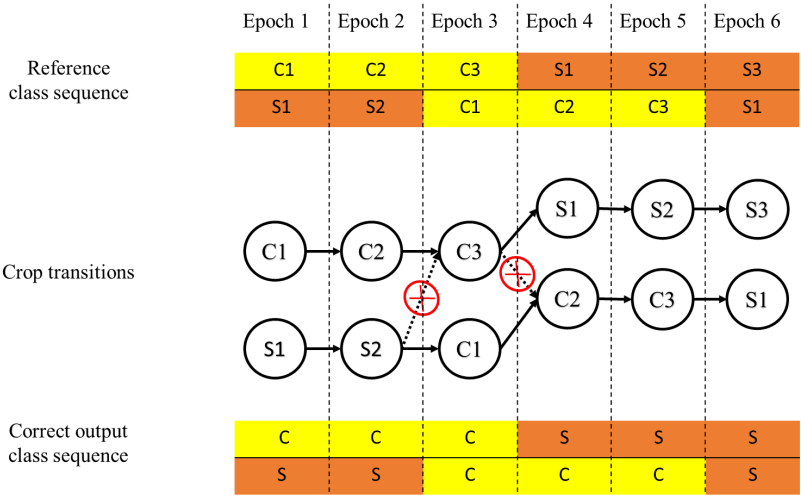 Epoch 1 Epoch 2 Epoch 3 Epoch 4 Epoch 5 Epoch 6
Reference
class sequence
C1 C2 C3 S1 S2 S3
S1 S2 C1 C2 C3 S1
Crop transitions
S1 S2 S3
C1 C2 C3
C2 C3 S1
S1 S2 C1
Correct output
class sequence
C C C S S S
S S C C C S